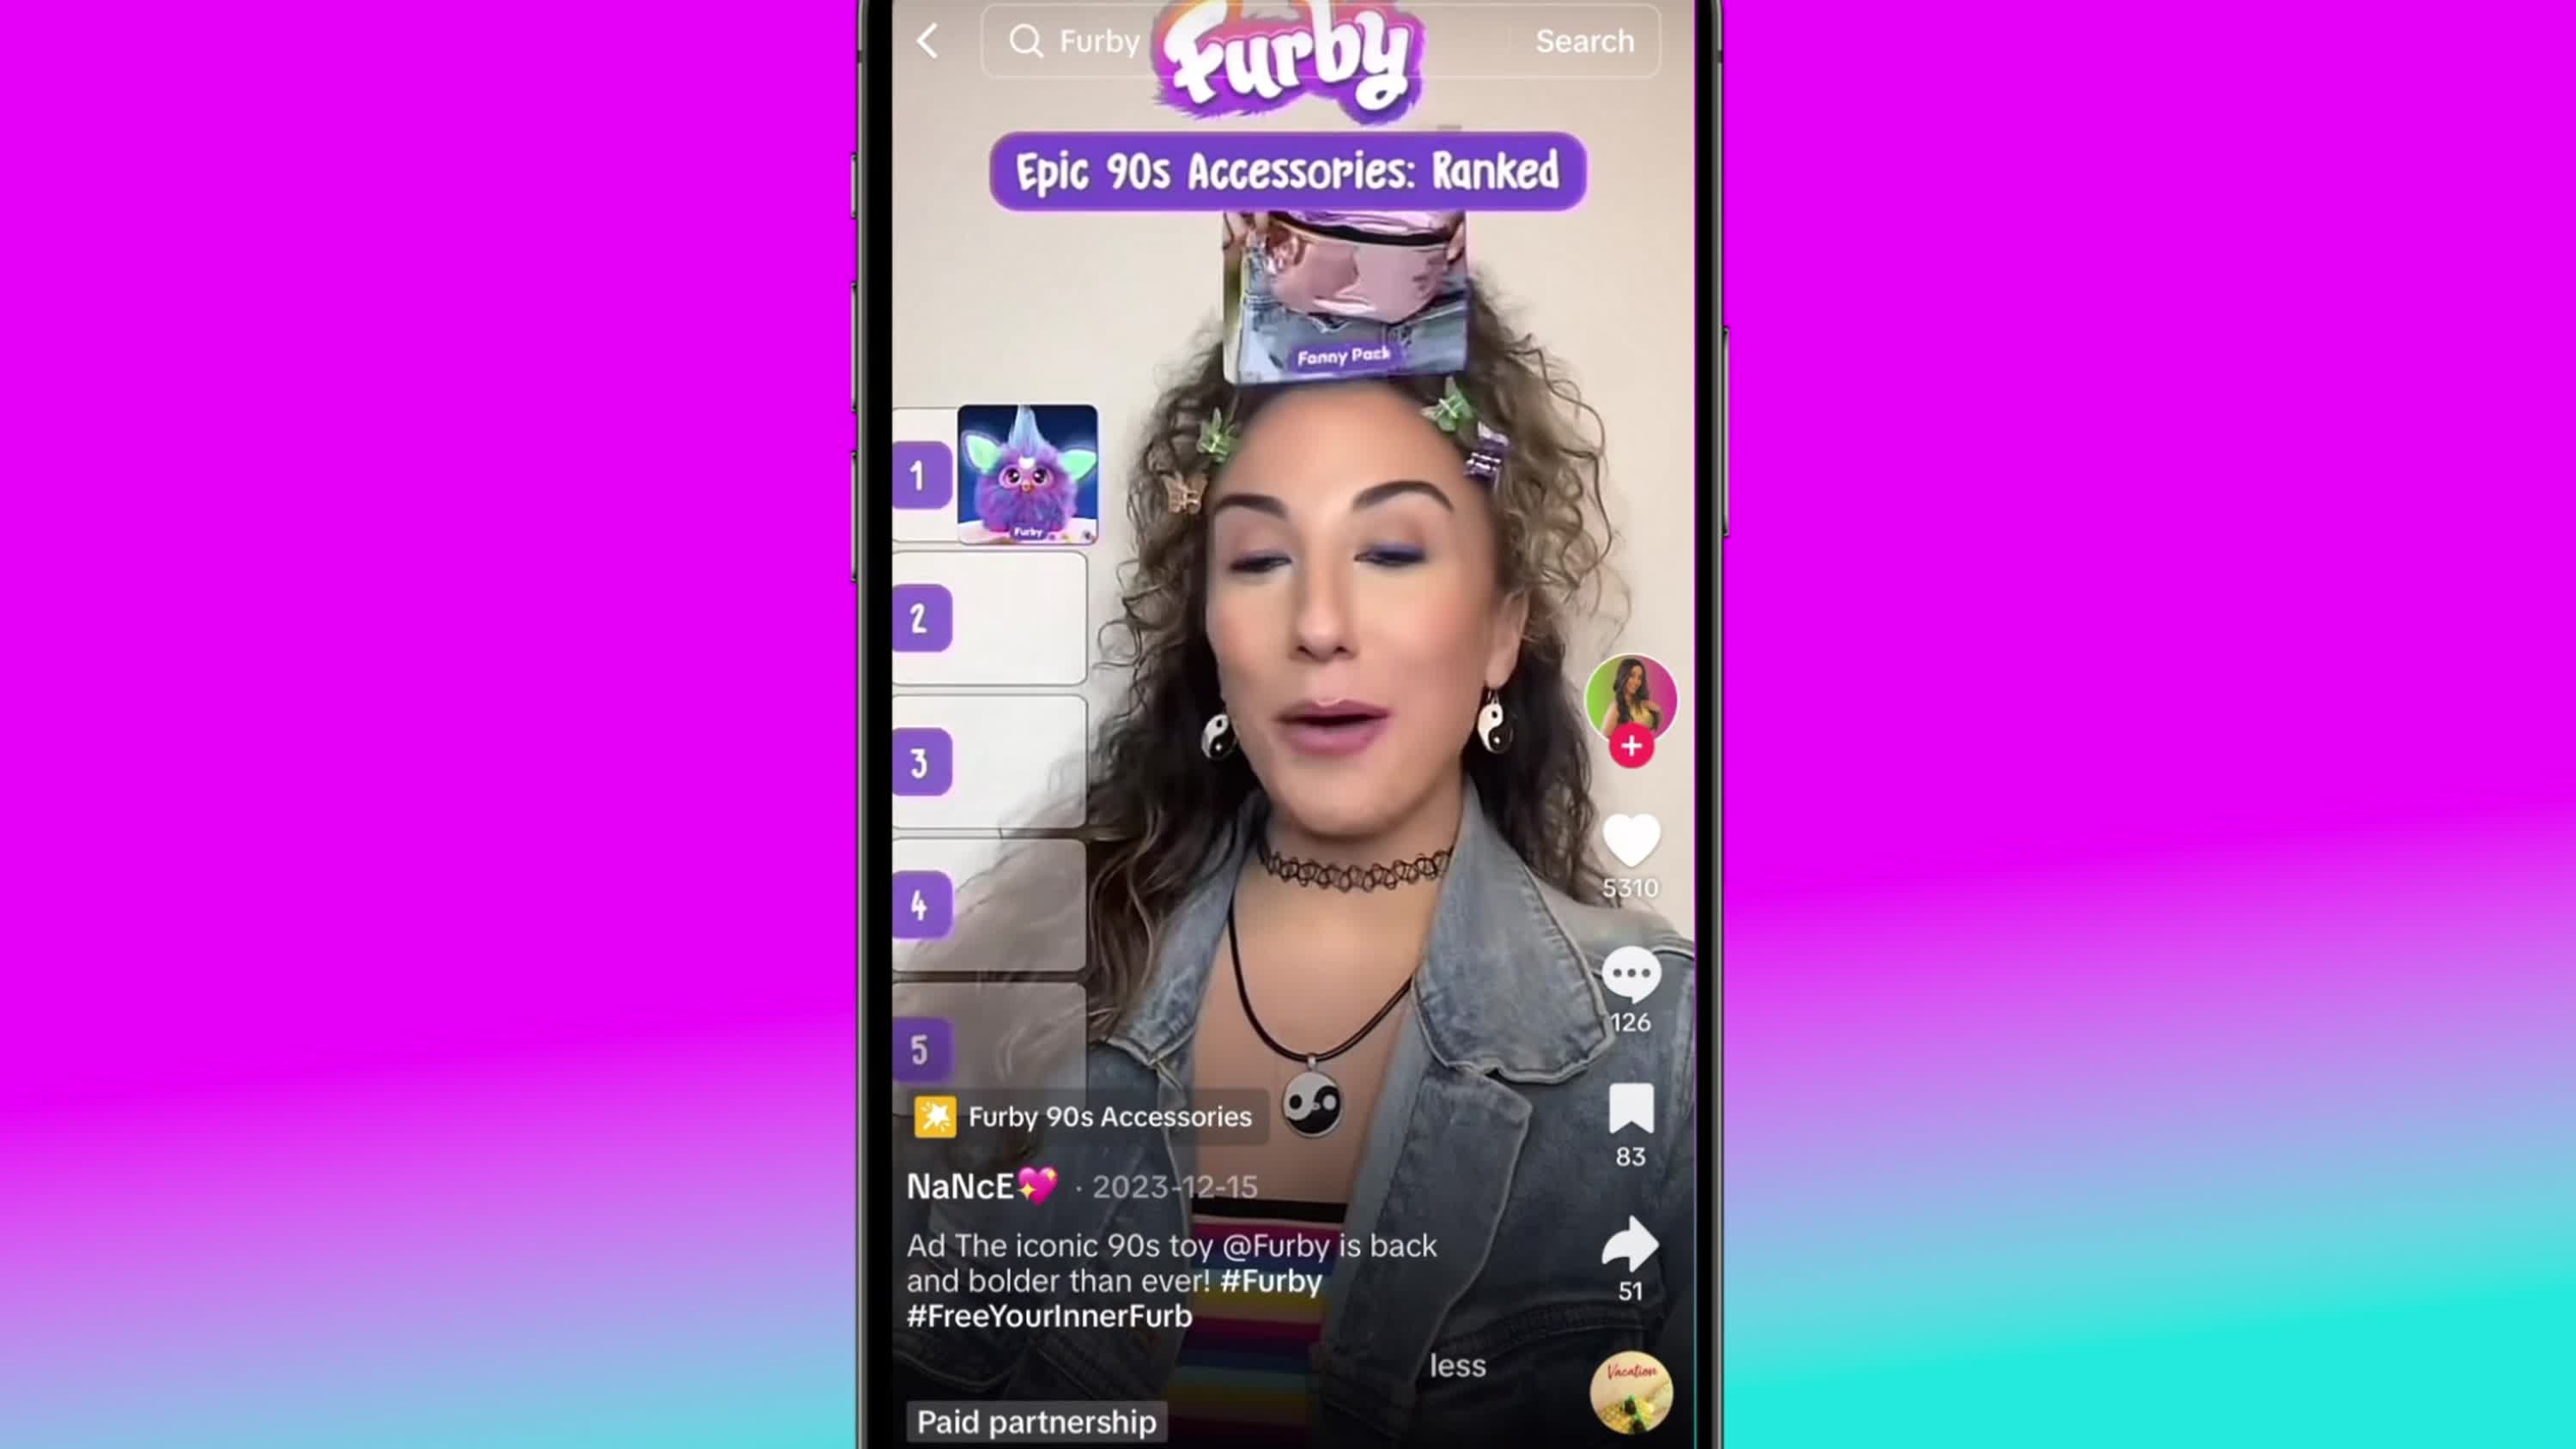 Furby
Furby
Search
Epic 90s Accessories: Ranked
Fanny Pack
1
Furby
2
3
4
5
5310
126
83
51
Furby 90s Accessories
NaNcE💖 · 2023-12-15
Ad The iconic 90s toy @Furby is back
and bolder than ever! #Furby
#FreeYourInnerFurb
less
Vacation
Paid partnership